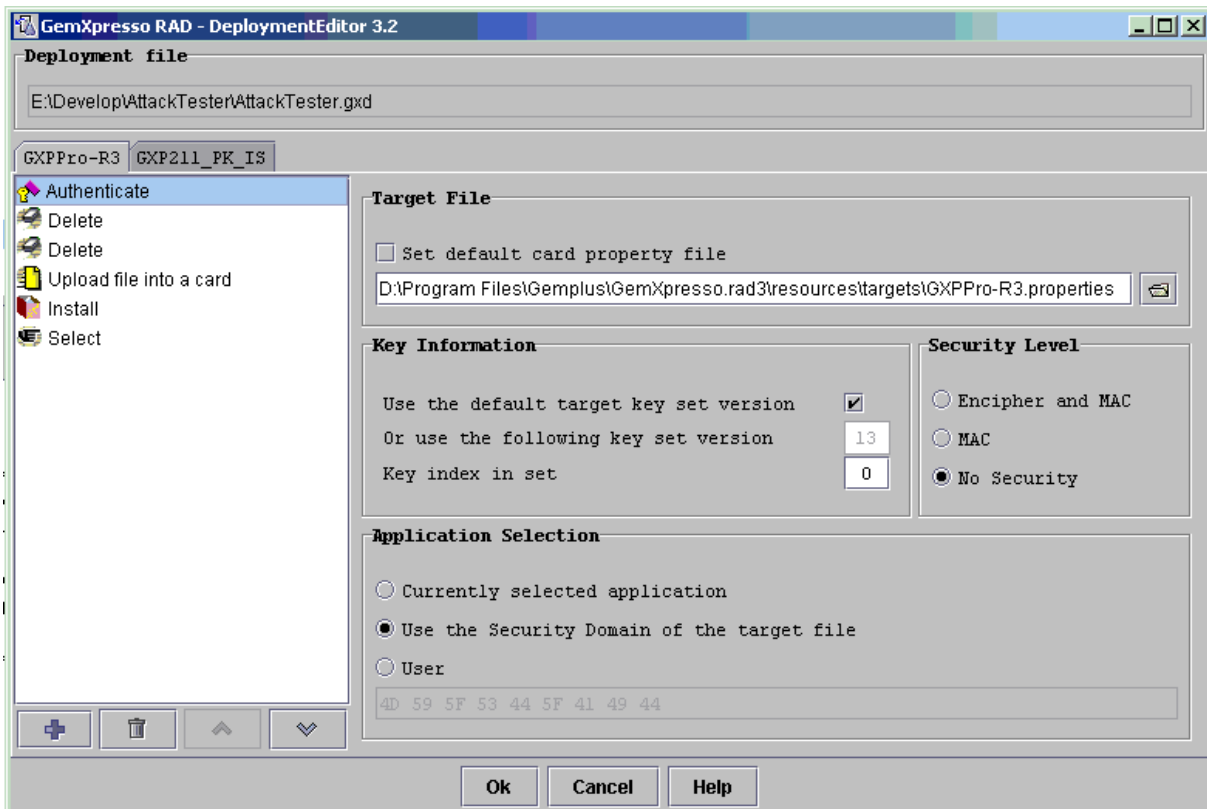 GemXpresso RAD - DeploymentEditor 3.2
Deployment file
E:\Develop\AttackTester\AttackTester.gxd
GXPPro-R3 GXP211_PK_IS
Authenticate
Delete
Delete
Upload file into a card
Install
Select
Target File
Set default card property file
D:\Program Files\Gemplus\GemXpresso.rad3\resources\targets\GXPPro-R3.properties
Key Information
Use the default target key set version
Or use the following key set version 13
Key index in set 0
Security Level
Encipher and MAC
MAC
No Security
Application Selection
Currently selected application
Use the Security Domain of the target file
User
4D 59 5F 53 44 5F 41 49 44
Ok Cancel Help